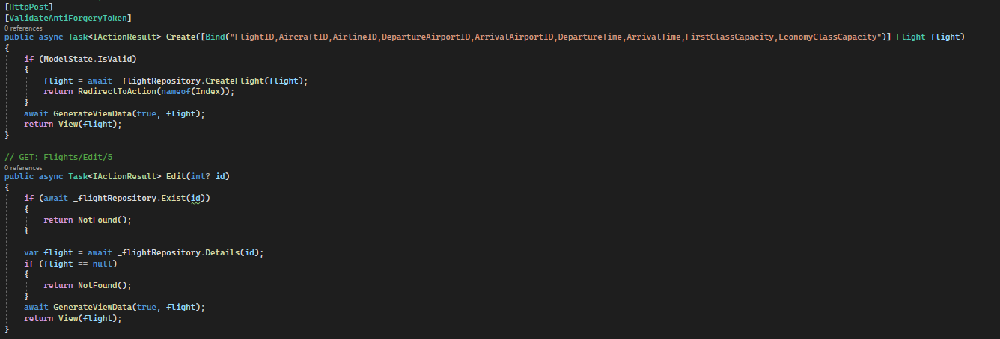 [HttpPost]
[ValidateAntiForgeryToken]
0 references
public async Task<IActionResult> Create([Bind("FlightID,AircraftID,AirlineID,DepartureAirportID,ArrivalAirportID,DepartureTime,ArrivalTime,FirstClassCapacity,EconomyClassCapacity")] Flight flight)
{
    if (ModelState.IsValid)
    {
        flight = await _flightRepository.CreateFlight(flight);
        return RedirectToAction(nameof(Index));
    }
    await GenerateViewData(true, flight);
    return View(flight);
}

// GET: Flights/Edit/5
0 references
public async Task<IActionResult> Edit(int? id)
{
    if (await _flightRepository.Exist(id))
    {
        return NotFound();
    }

    var flight = await _flightRepository.Details(id);
    if (flight == null)
    {
        return NotFound();
    }
    await GenerateViewData(true, flight);
    return View(flight);
}